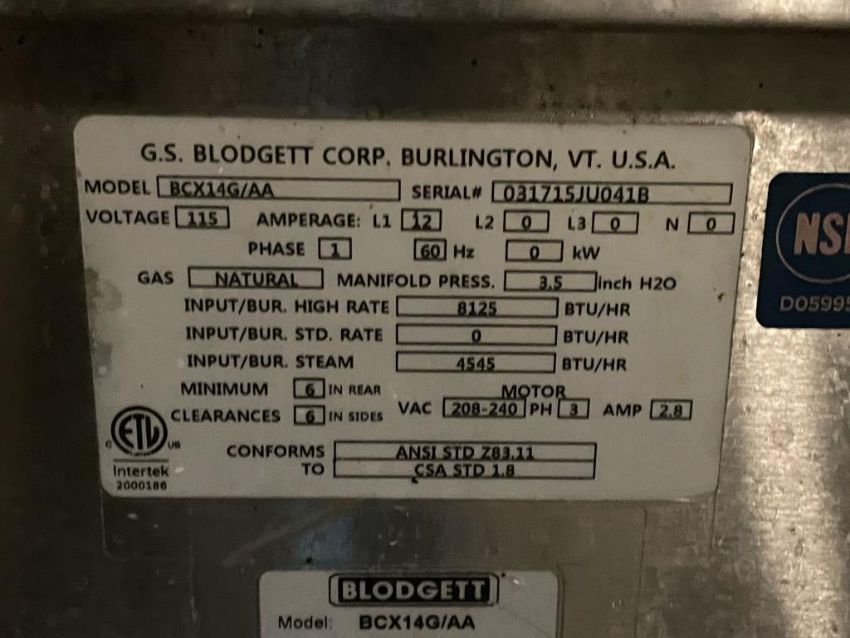 G.S. BLODGETT CORP. BURLINGTON, VT. U.S.A.
MODEL BCX14G/AA SERIAL# 031715JU041B
VOLTAGE 115 AMPERAGE: L1 12 L2 0 L3 0 N 0
PHASE 1 60 Hz 0 kW
GAS NATURAL MANIFOLD PRESS. 3.5 inch H2O
INPUT/BUR. HIGH RATE 8125 BTU/HR
INPUT/BUR. STD. RATE 0 BTU/HR
INPUT/BUR. STEAM 4545 BTU/HR
MINIMUM 6 IN REAR MOTOR
CLEARANCES 6 IN SIDES VAC 208-240 PH 3 AMP 2.8
CONFORMS ANSI STD Z83.11
TO CSA STD 1.8
C ETL US
Intertek
2000186
NS
D0599
BLODGETT
Model: BCX14G/AA